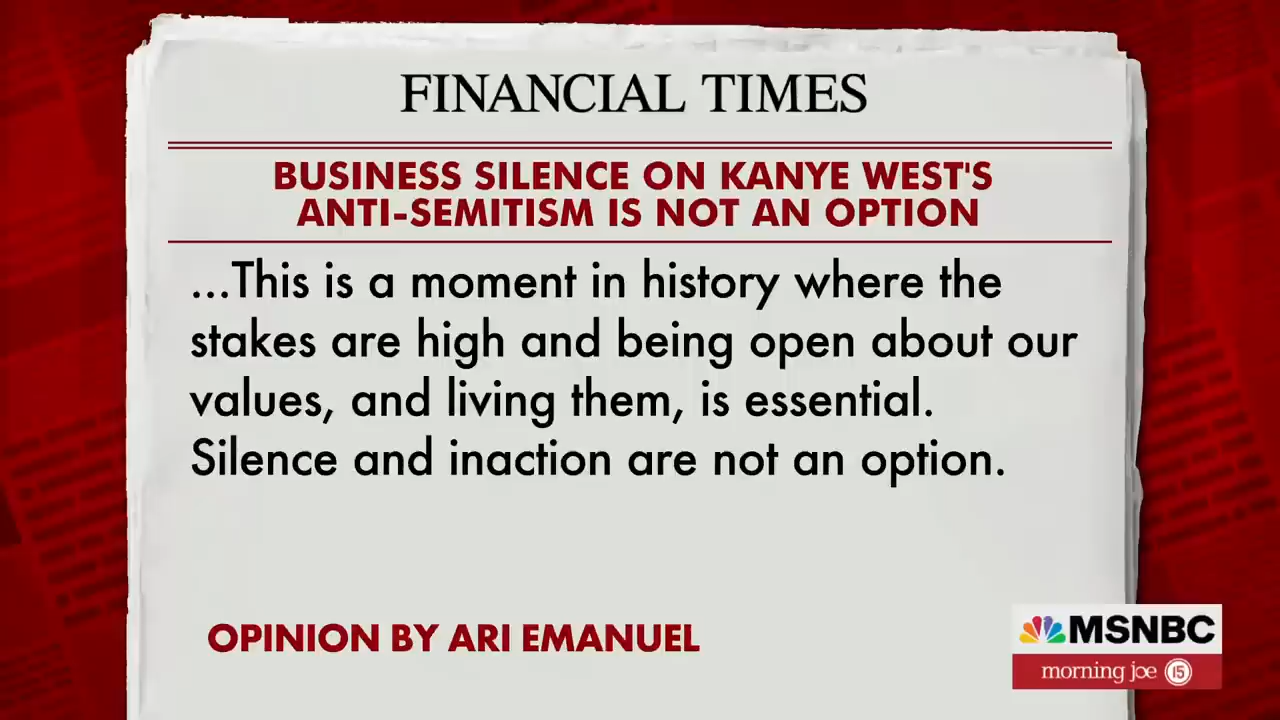 FINANCIAL TIMES
BUSINESS SILENCE ON KANYE WEST'S
ANTI-SEMITISM IS NOT AN OPTION
...This is a moment in history where the
stakes are high and being open about our
values, and living them, is essential.
Silence and inaction are not an option.
OPINION BY ARI EMANUEL
MSNBC
morning joe 15